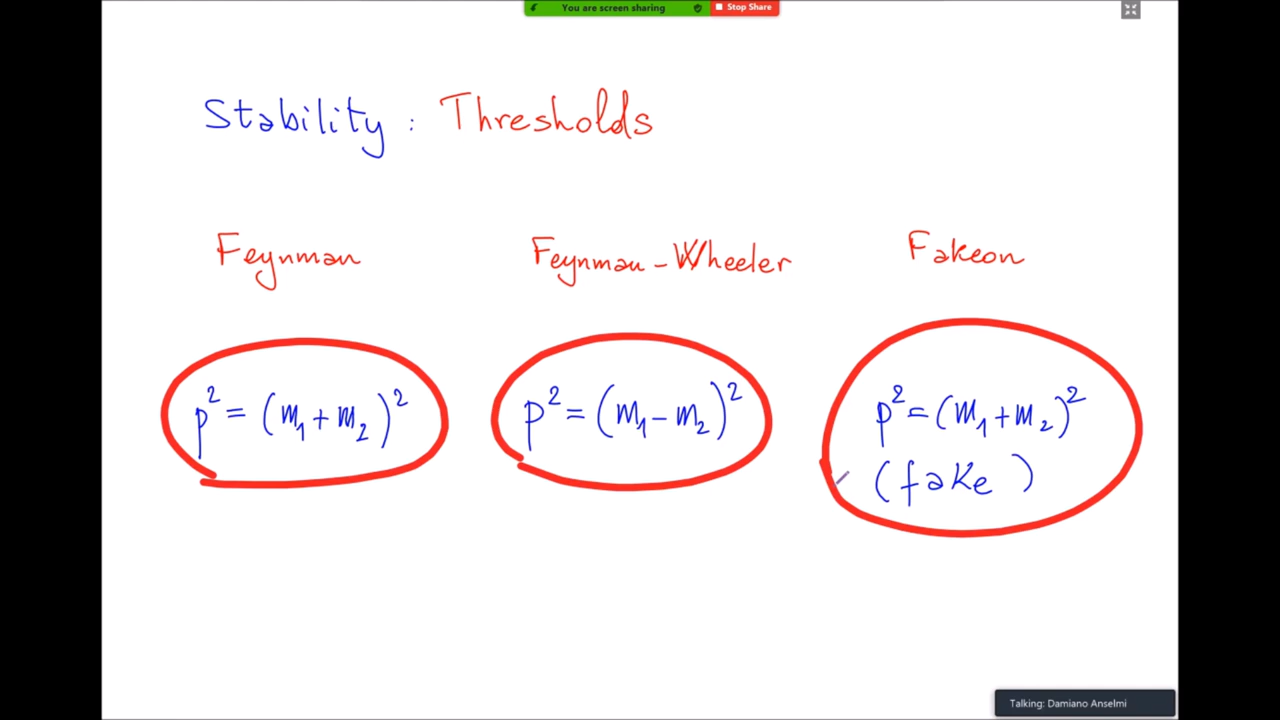 You are screen sharing Stop Share
Stability : Thresholds
Feynman Feynman-Wheeler Fakeon
p² = (m₁ + m₂)² p² = (m₁ - m₂)² p² = (m₁ + m₂)²
(fake)
Talking: Damiano Anselmi